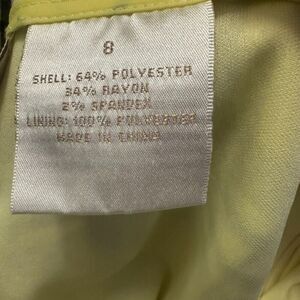 8
SHELL: 64% POLYESTER
34% RAYON
2% SPANDEX
LINING: 100% POLYESTER
MADE IN CHINA